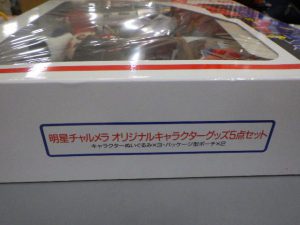 明星チャルメラ オリジナルキャラクターグッズ5点セット
キャラクターぬいぐるみ×3・パッケージ型ポーチ×2